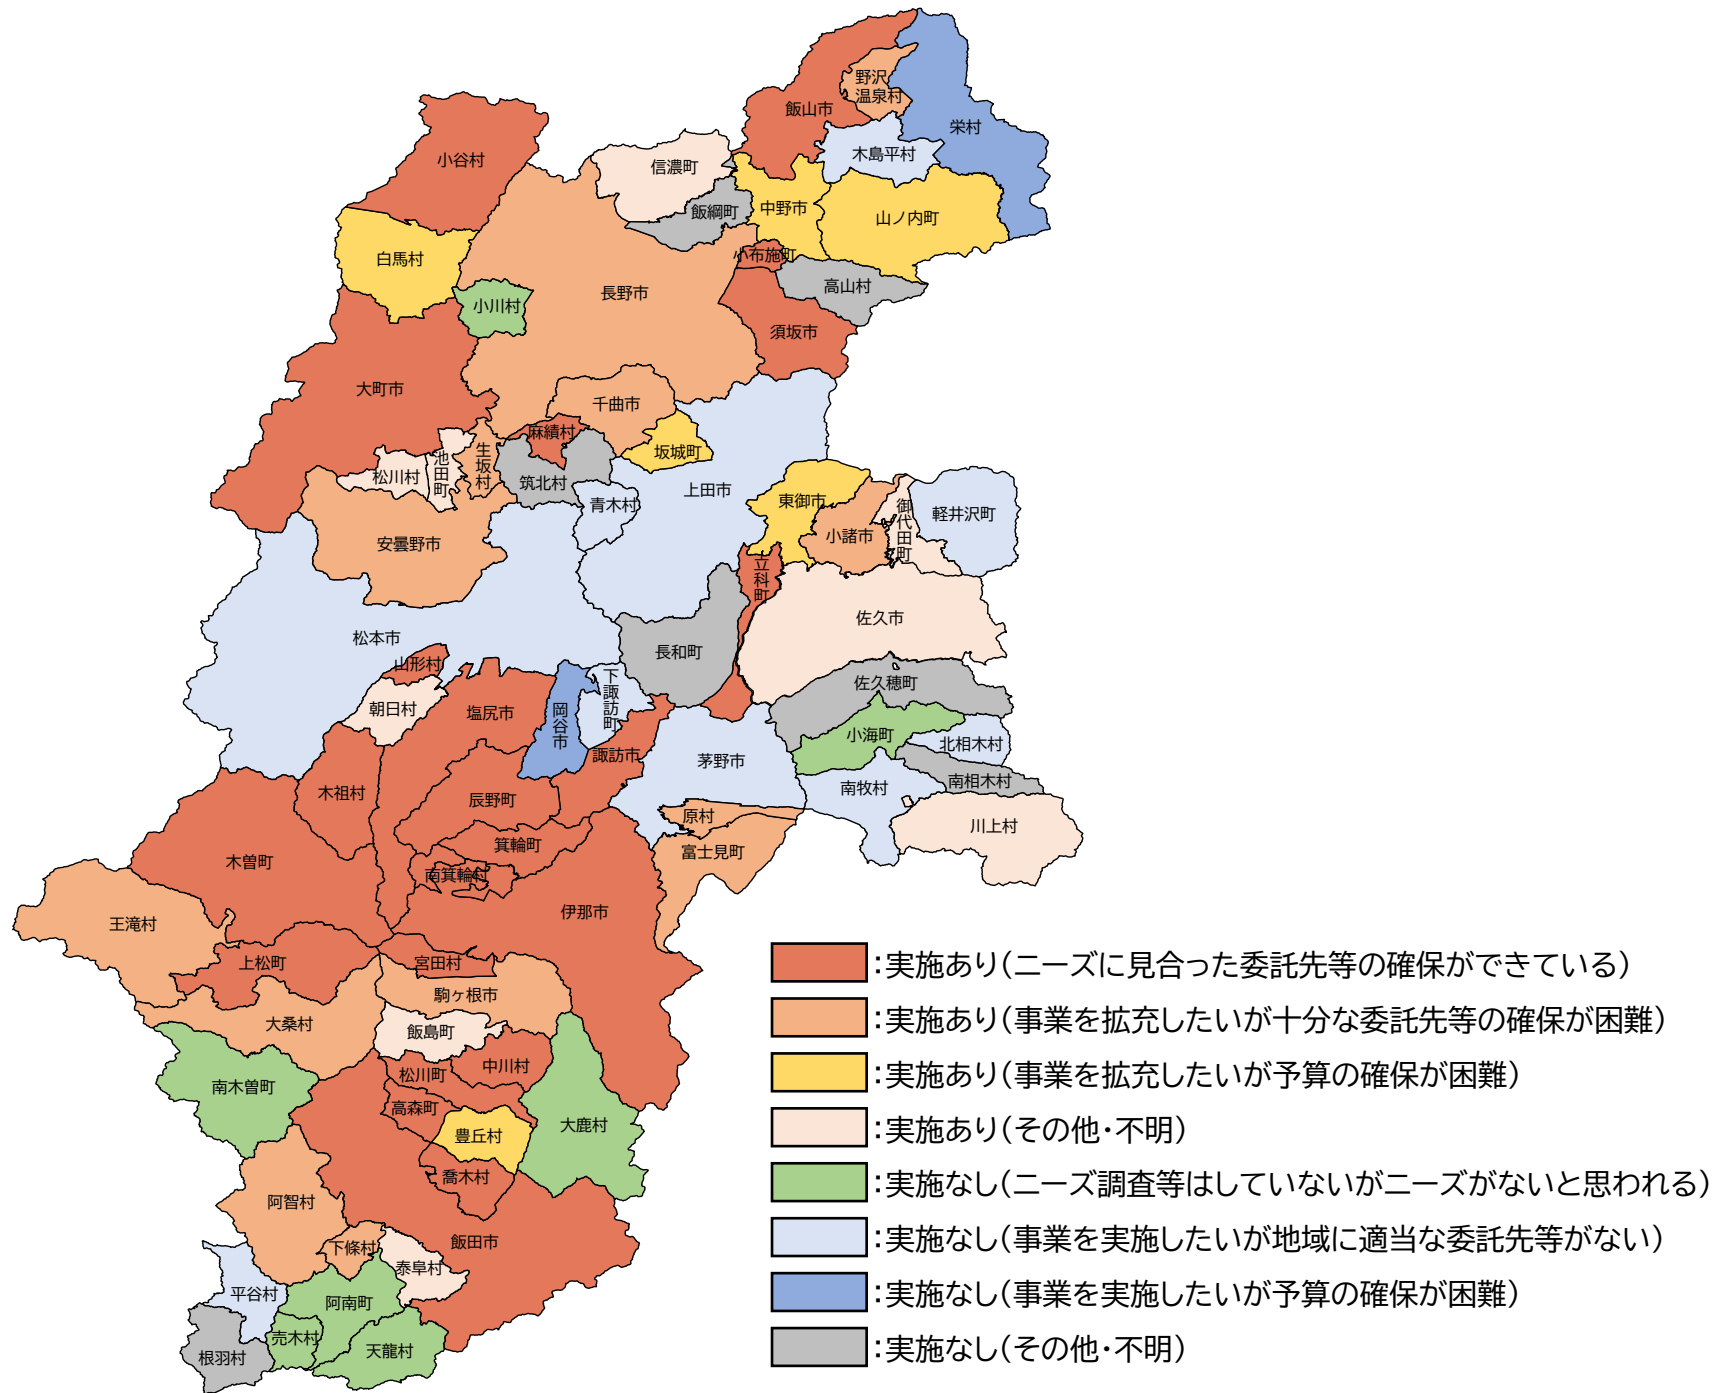 野沢
温泉村
飯山市
栄村
木島平村
小谷村
信濃町
飯綱町
中野市
山ノ内町
白馬村
小布施町
高山村
長野市
小川村
須坂市
大町市
千曲市
麻績村
坂城町
生坂村
池田町
松川村
筑北村
青木村
上田市
東御市
御代田町
軽井沢町
小諸市
安曇野市
立科町
佐久市
松本市
長和町
山形村
佐久穂町
朝日村
塩尻市
岡谷市
下諏訪町
小海町
北相木村
諏訪市
茅野市
南牧村
南相木村
木祖村
辰野町
原村
川上村
箕輪町
富士見町
木曽町
南箕輪村
伊那市
王滝村
上松町
宮田村
駒ヶ根市
大桑村
飯島町
中川村
松川町
南木曽町
高森町
豊丘村
大鹿村
喬木村
阿智村
飯田市
下條村
泰阜村
平谷村
阿南町
売木村
天龍村
根羽村
:実施あり(ニーズに見合った委託先等の確保ができている)
:実施あり(事業を拡充したいが十分な委託先等の確保が困難)
:実施あり(事業を拡充したいが予算の確保が困難)
:実施あり(その他・不明)
:実施なし(ニーズ調査等はしていないがニーズがないと思われる)
:実施なし(事業を実施したいが地域に適当な委託先等がない)
:実施なし(事業を実施したいが予算の確保が困難)
:実施なし(その他・不明)